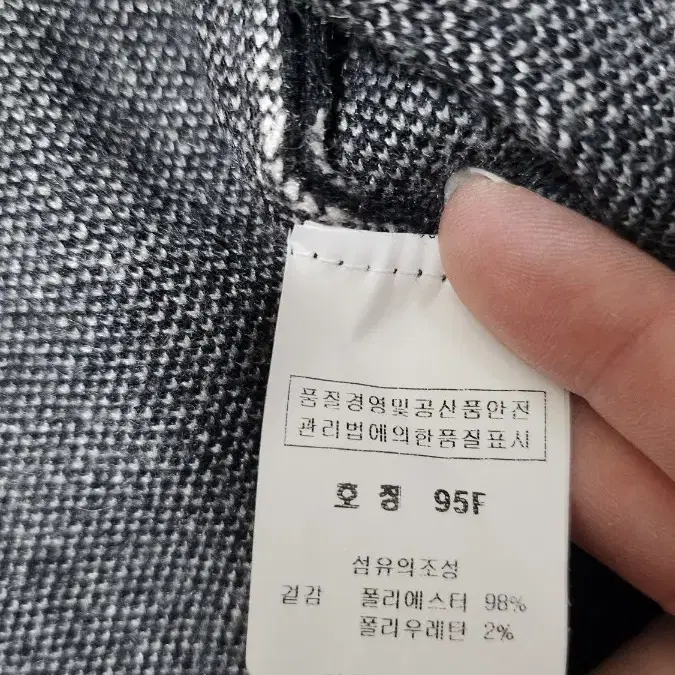 품질경영및공산품안전
관리법에의한품질표시
호칭 95F
섬유의조성
겉감 폴리에스터 98%
폴리우레탄 2%